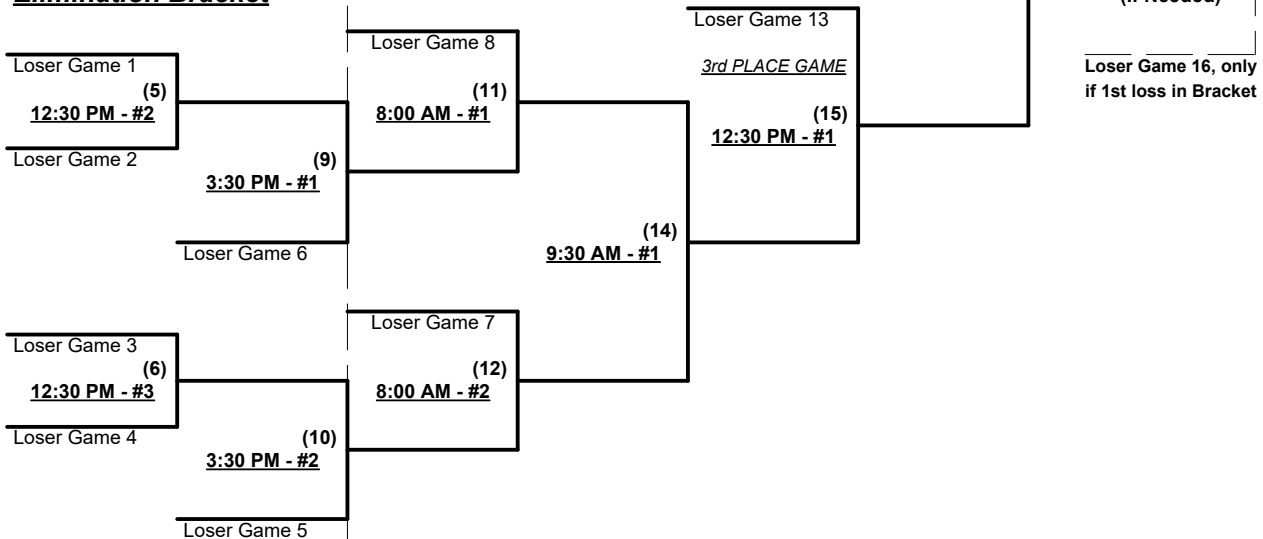 Elimination Bracket
(If Needed)
Loser Game 13
Loser Game 8
Loser Game 1
3rd PLACE GAME
Loser Game 16, only
if 1st loss in Bracket
(5)
12:30 PM - #2
(11)
8:00 AM - #1
(15)
12:30 PM - #1
Loser Game 2
(9)
3:30 PM - #1
(14)
9:30 AM - #1
Loser Game 6
Loser Game 7
Loser Game 3
(6)
12:30 PM - #3
(12)
8:00 AM - #2
Loser Game 4
(10)
3:30 PM - #2
Loser Game 5